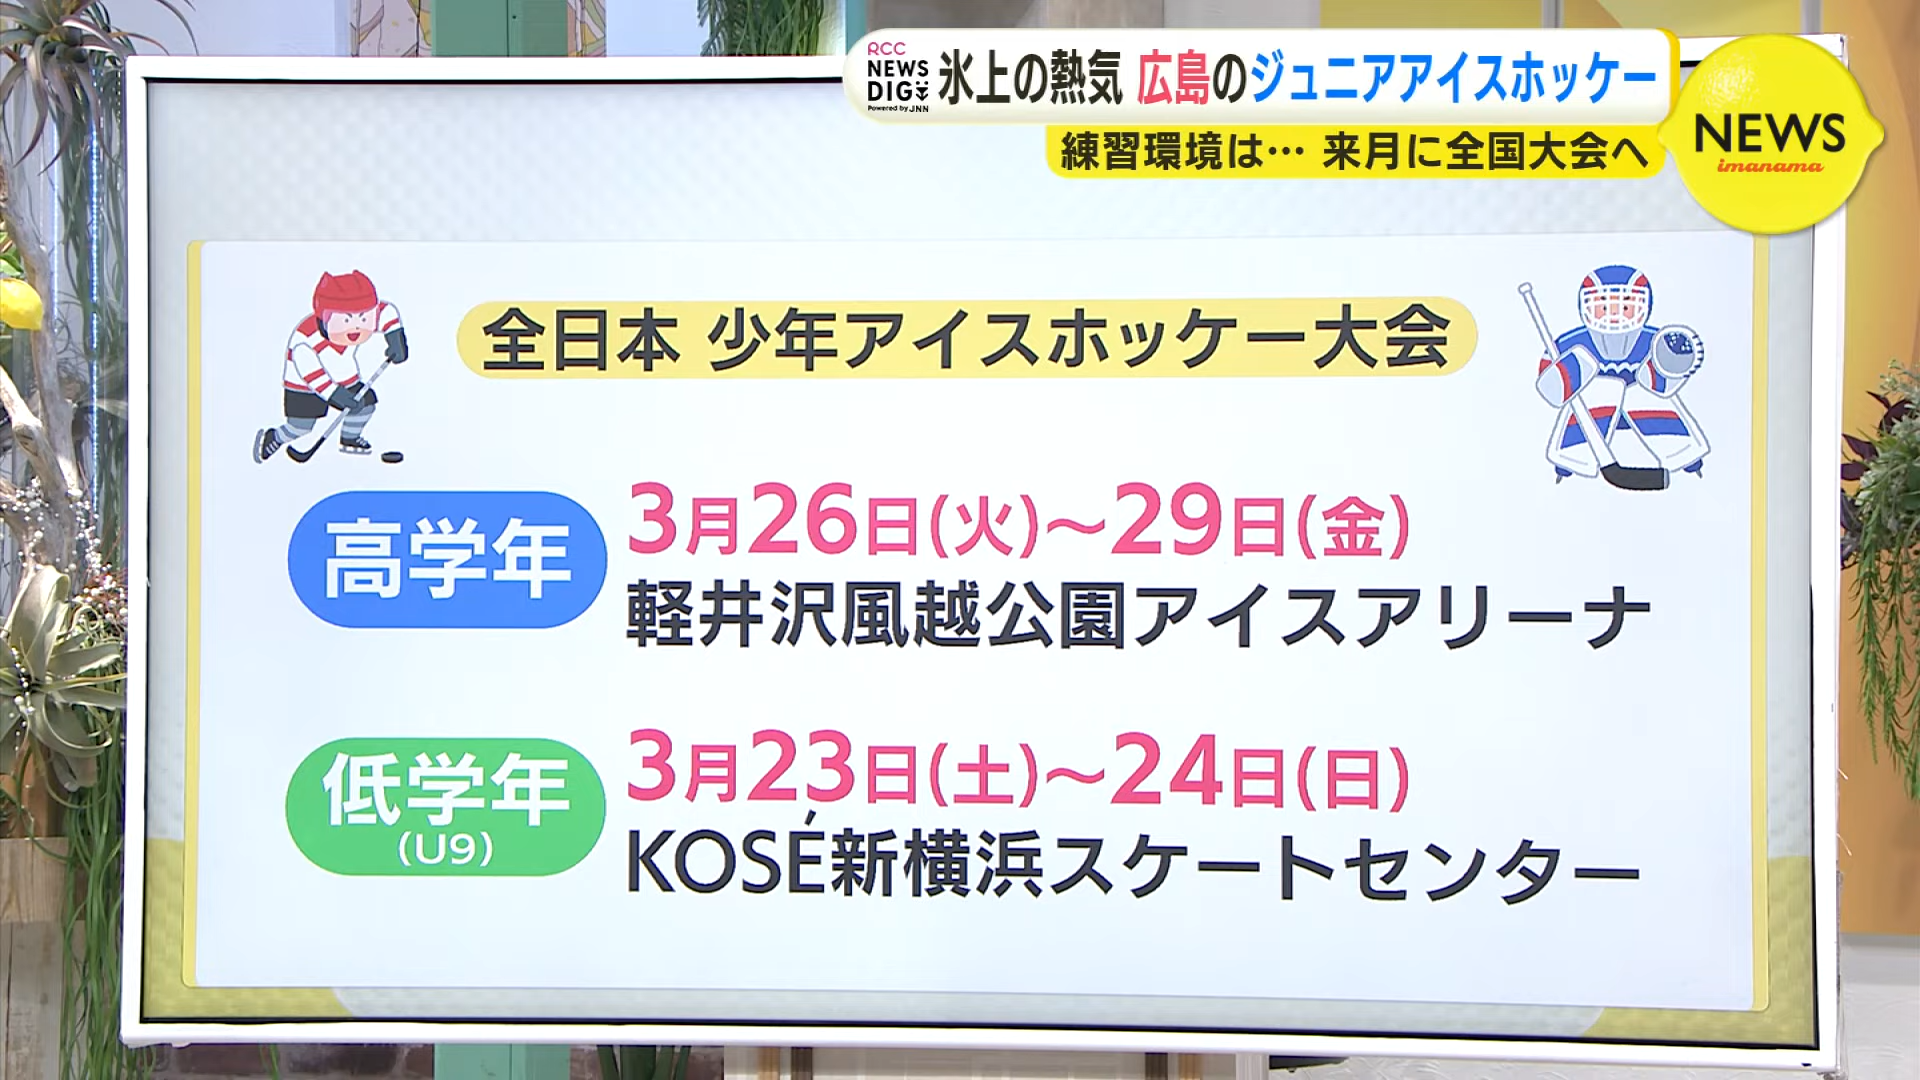 RCC
NEWS
DIG
Powered by JNN
氷上の熱気 広島のジュニアアイスホッケー
練習環境は… 来月に全国大会へ
NEWS
imanama
全日本 少年アイスホッケー大会
高学年
3月26日(火)～29日(金)
軽井沢風越公園アイスアリーナ
低学年
(U9)
3月23日(土)～24日(日)
KOSÉ新横浜スケートセンター